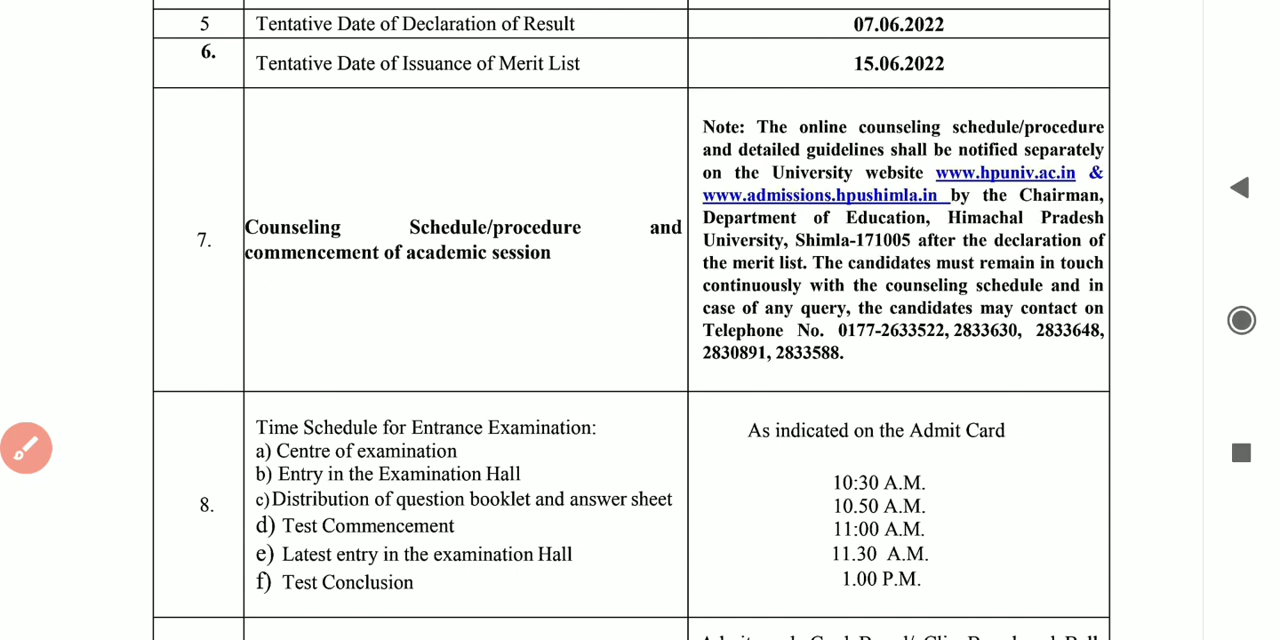 5 Tentative Date of Declaration of Result 07.06.2022
6. Tentative Date of Issuance of Merit List 15.06.2022
7. Counseling Schedule/procedure and
commencement of academic session
Note: The online counseling schedule/procedure
and detailed guidelines shall be notified separately
on the University website www.hpuniv.ac.in &
www.admissions.hpushimla.in by the Chairman,
Department of Education, Himachal Pradesh
University, Shimla-171005 after the declaration of
the merit list. The candidates must remain in touch
continuously with the counseling schedule and in
case of any query, the candidates may contact on
Telephone No. 0177-2633522, 2833630, 2833648,
2830891, 2833588.
8. Time Schedule for Entrance Examination:
a) Centre of examination As indicated on the Admit Card
b) Entry in the Examination Hall 10:30 A.M.
c) Distribution of question booklet and answer sheet 10.50 A.M.
d) Test Commencement 11:00 A.M.
e) Latest entry in the examination Hall 11.30 A.M.
f) Test Conclusion 1.00 P.M.